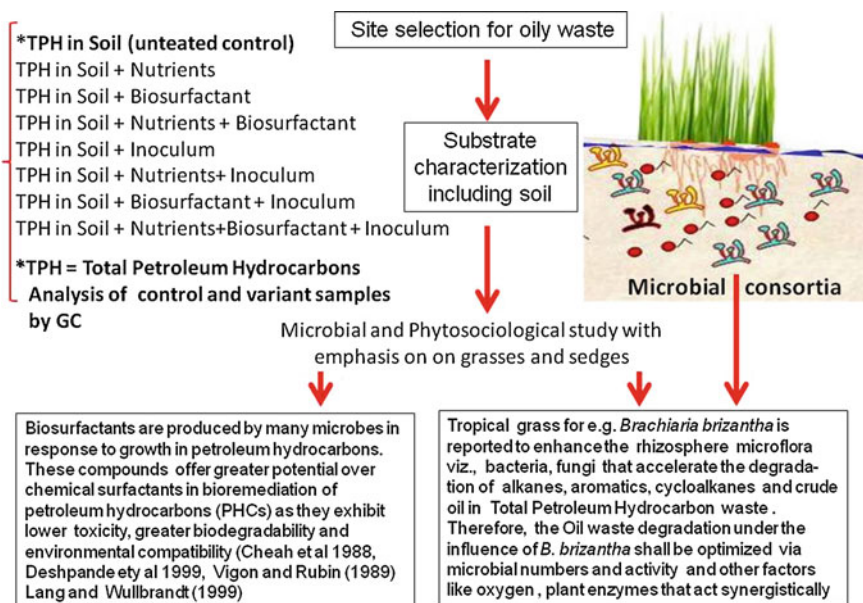 *TPH in Soil (unteated control)
TPH in Soil + Nutrients
TPH in Soil + Biosurfactant
TPH in Soil + Nutrients + Biosurfactant
TPH in Soil + Inoculum
TPH in Soil + Nutrients+ Inoculum
TPH in Soil + Biosurfactant + Inoculum
TPH in Soil + Nutrients+Biosurfactant + Inoculum
*TPH = Total Petroleum Hydrocarbons
Analysis of control and variant samples
by GC
Site selection for oily waste
Substrate
characterization
including soil
Microbial consortia
Microbial and Phytosociological study with
emphasis on on grasses and sedges
Biosurfactants are produced by many microbes in
response to growth in petroleum hydrocarbons.
These compounds offer greater potential over
chemical surfactants in bioremediation of
petroleum hydrocarbons (PHCs) as they exhibit
lower toxicity, greater biodegradability and
environmental compatibility (Cheah et al 1988,
Deshpande ety al 1999, Vigon and Rubin (1989)
Lang and Wullbrandt (1999)
Tropical grass for e.g. Brachiaria brizantha is
reported to enhance the rhizosphere microflora
viz., bacteria, fungi that accelerate the degrada-
tion of alkanes, aromatics, cycloalkanes and crude
oil in Total Petroleum Hydrocarbon waste .
Therefore, the Oil waste degradation under the
influence of B. brizantha shall be optimized via
microbial numbers and activity and other factors
like oxygen , plant enzymes that act synergistically